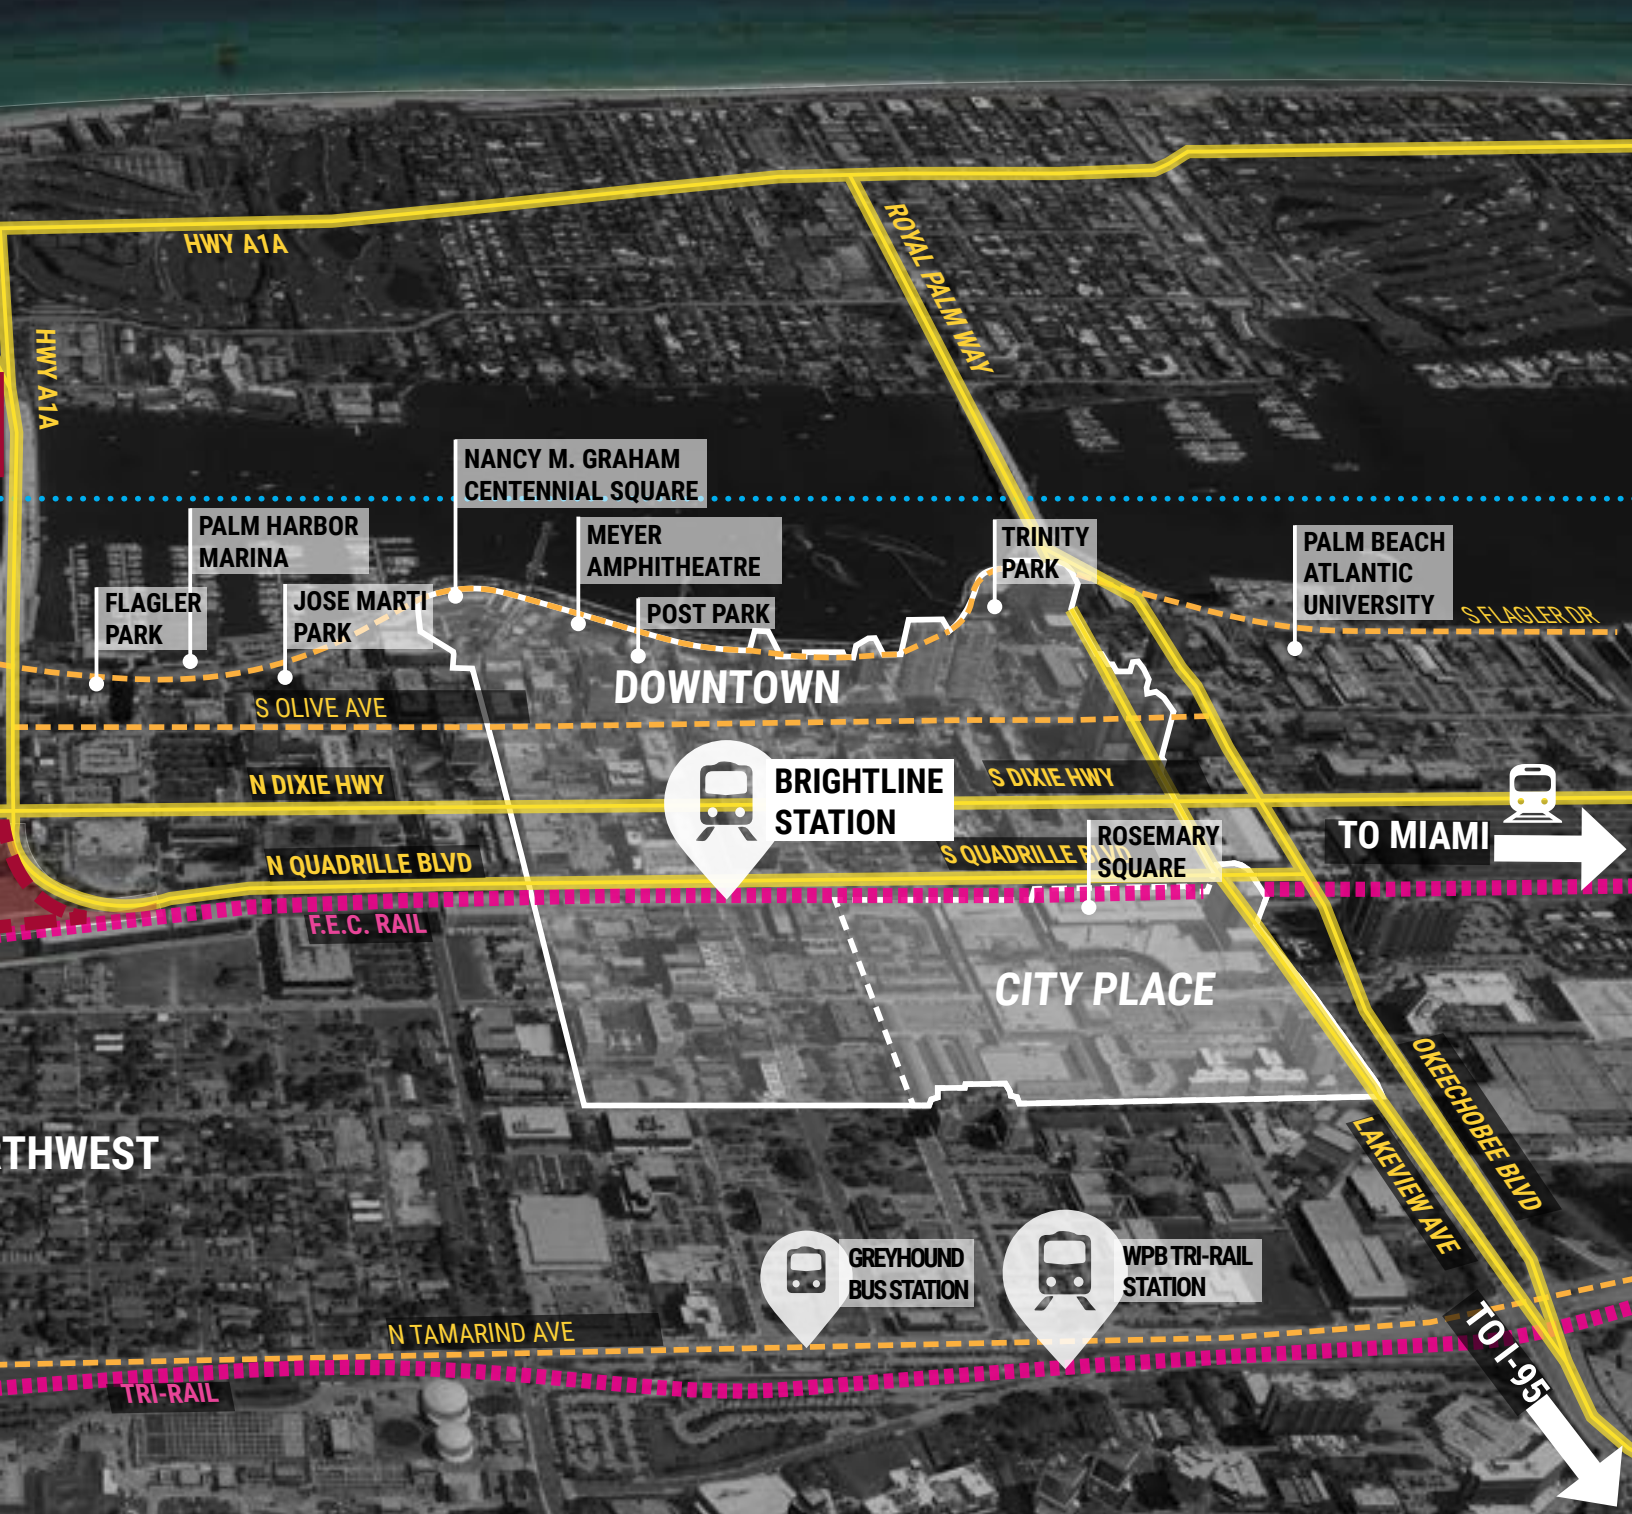 HWY A1A
ROYAL PALM WAY
HWY A1A
NANCY M. GRAHAM
CENTENNIAL SQUARE
PALM HARBOR
MARINA
MEYER
AMPHITHEATRE
TRINITY
PARK
PALM BEACH
ATLANTIC
UNIVERSITY
FLAGLER
PARK
JOSE MARTI
PARK
POST PARK
S FLAGLER DR
DOWNTOWN
S OLIVE AVE
N DIXIE HWY
BRIGHTLINE
STATION
S DIXIE HWY
TO MIAMI
ROSEMARY
SQUARE
S QUADRILLE BLVD
N QUADRILLE BLVD
F.E.C. RAIL
CITY PLACE
OKEECHOBEE BLVD
LAKEVIEW AVE
THWEST
GREYHOUND
BUS STATION
WPB TRI-RAIL
STATION
N TAMARIND AVE
TO I-95
TRI-RAIL